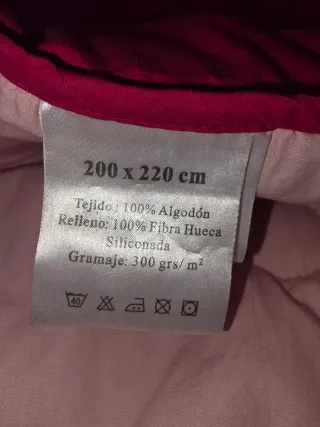 200 x 220 cm
Tejido : 100% Algodón
Relleno: 100% Fibra Hueca
Siliconada
Gramaje: 300 grs/ m²
40